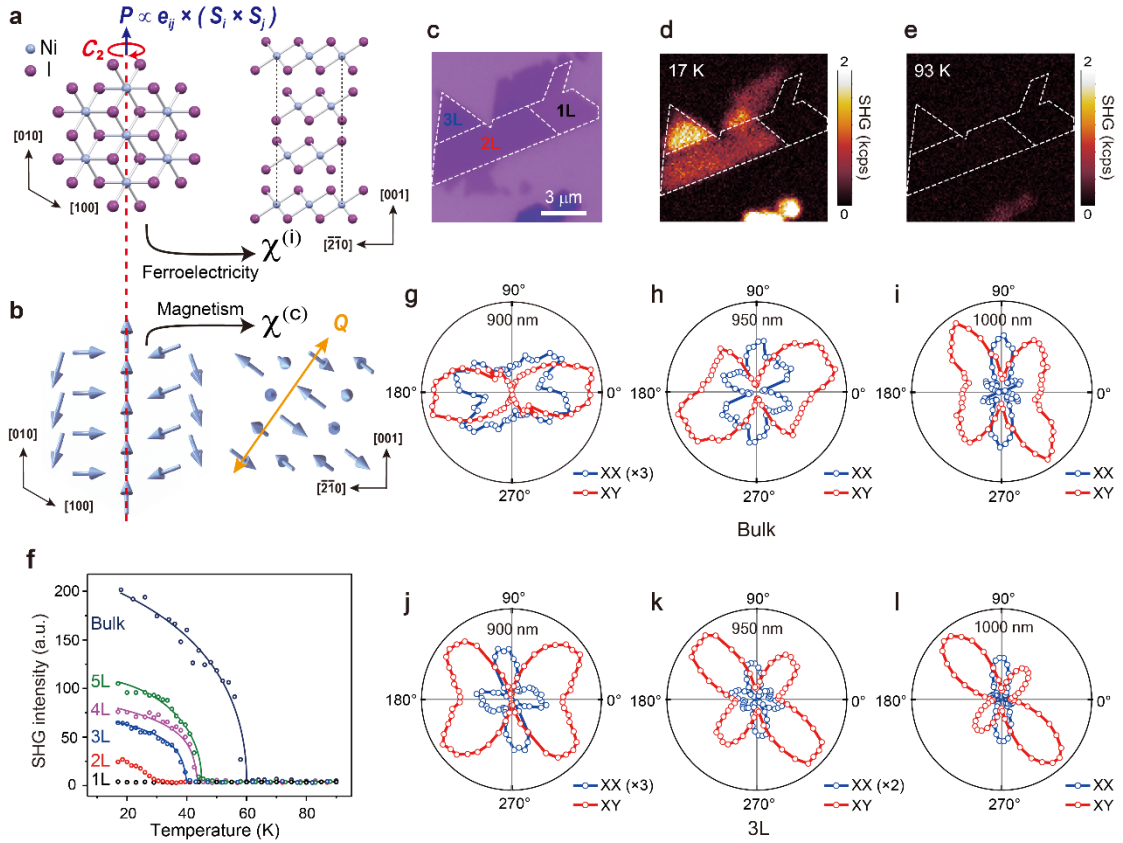 a
P ∝ e_ij × ( S_i × S_j )
C₂
Ni
I
[010]
[100]
[001]
[2̅1̅0]
χ⁽ⁱ⁾
Ferroelectricity
b
Magnetism
χ⁽ᶜ⁾
Q
[010]
[100]
[001]
[2̅1̅0]
c
3L
2L
1L
3 μm
d
17 K
2
0
SHG (kcps)
e
93 K
2
0
SHG (kcps)
f
SHG intensity (a.u.)
200
150
100
50
0
Bulk
5L
4L
3L
2L
1L
20 40 60 80
Temperature (K)
g
90°
900 nm
180°
0°
270°
XX (×3)
XY
h
90°
950 nm
180°
0°
270°
XX
XY
i
90°
1000 nm
180°
0°
270°
XX
XY
Bulk
j
90°
900 nm
180°
0°
270°
XX (×3)
XY
k
90°
950 nm
180°
0°
270°
XX (×2)
XY
l
90°
1000 nm
180°
0°
270°
XX
XY
3L